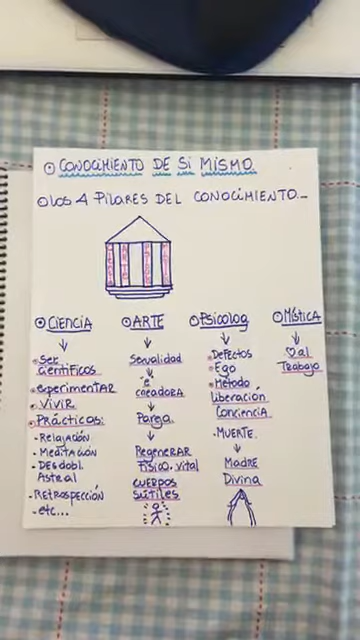 CONOCIMIENTO DE SÍ MISMO
LOS 4 PILARES DEL CONOCIMIENTO...
CIENCIA
Ser
científicos
experimentar
Vivir
Prácticas:
- Relajación
- Meditación
- Desdobl.
Astral
- Retrospección
- etc...
ARTE
Sexualidad
creadora
Pareja
Regenerar
Físico. vital
cuerpos
sutiles
Psicolog
Defectos
Ego
Método
liberación
Conciencia
. MUERTE.
Madre
Divina
Mística
♡ al
Trabajo